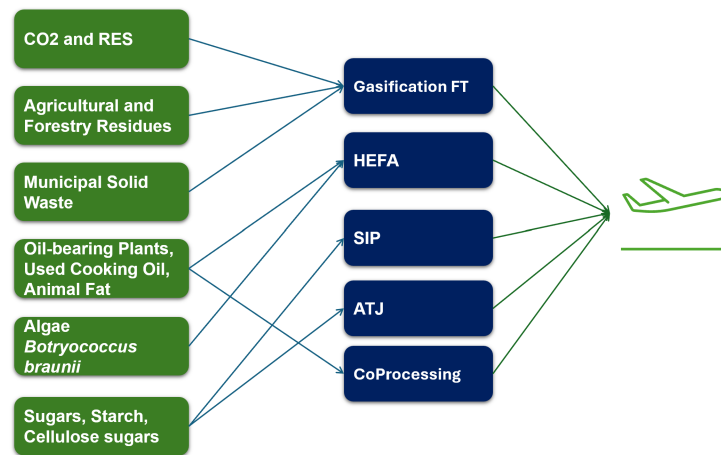 CO2 and RES
Agricultural and
Forestry Residues
Municipal Solid
Waste
Oil-bearing Plants,
Used Cooking Oil,
Animal Fat
Algae
Botryococcus
braunii
Sugars, Starch,
Cellulose sugars
Gasification FT
HEFA
SIP
ATJ
CoProcessing